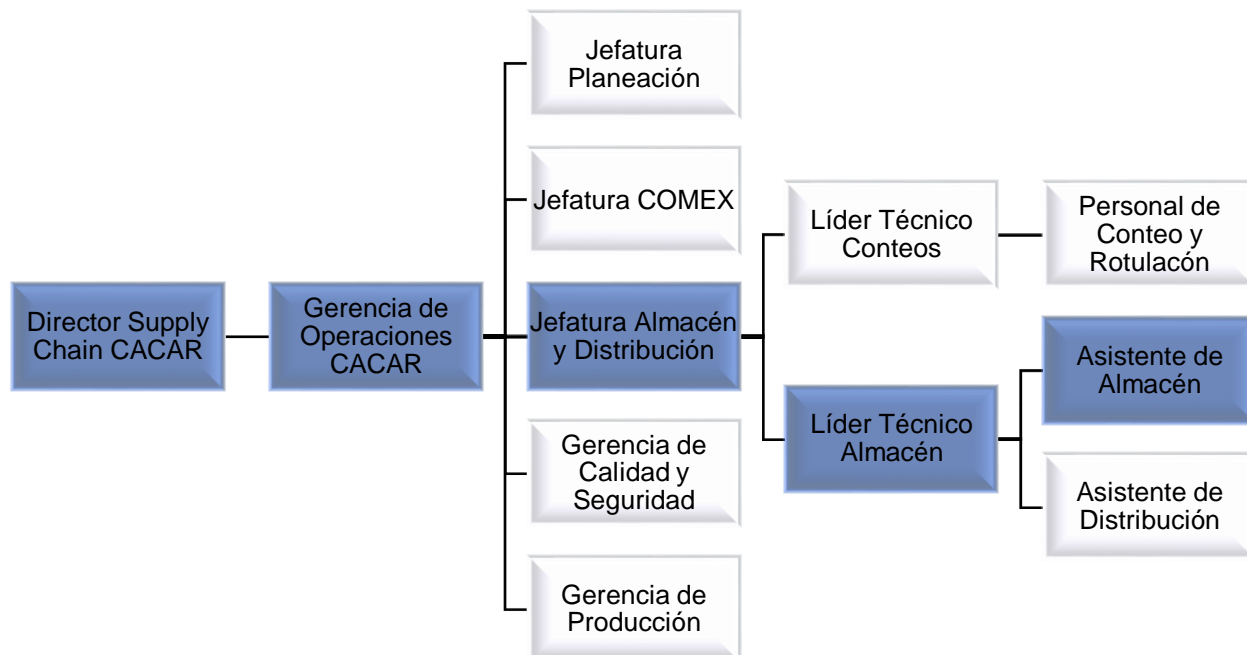 Director Supply
Chain CACAR
Gerencia de
Operaciones
CACAR
Jefatura
Planeación
Jefatura COMEX
Jefatura Almacén
y Distribución
Gerencia de
Calidad y
Seguridad
Gerencia de
Producción
Líder Técnico
Conteos
Líder Técnico
Almacén
Personal de
Conteo y
Rotulacón
Asistente de
Almacén
Asistente de
Distribución